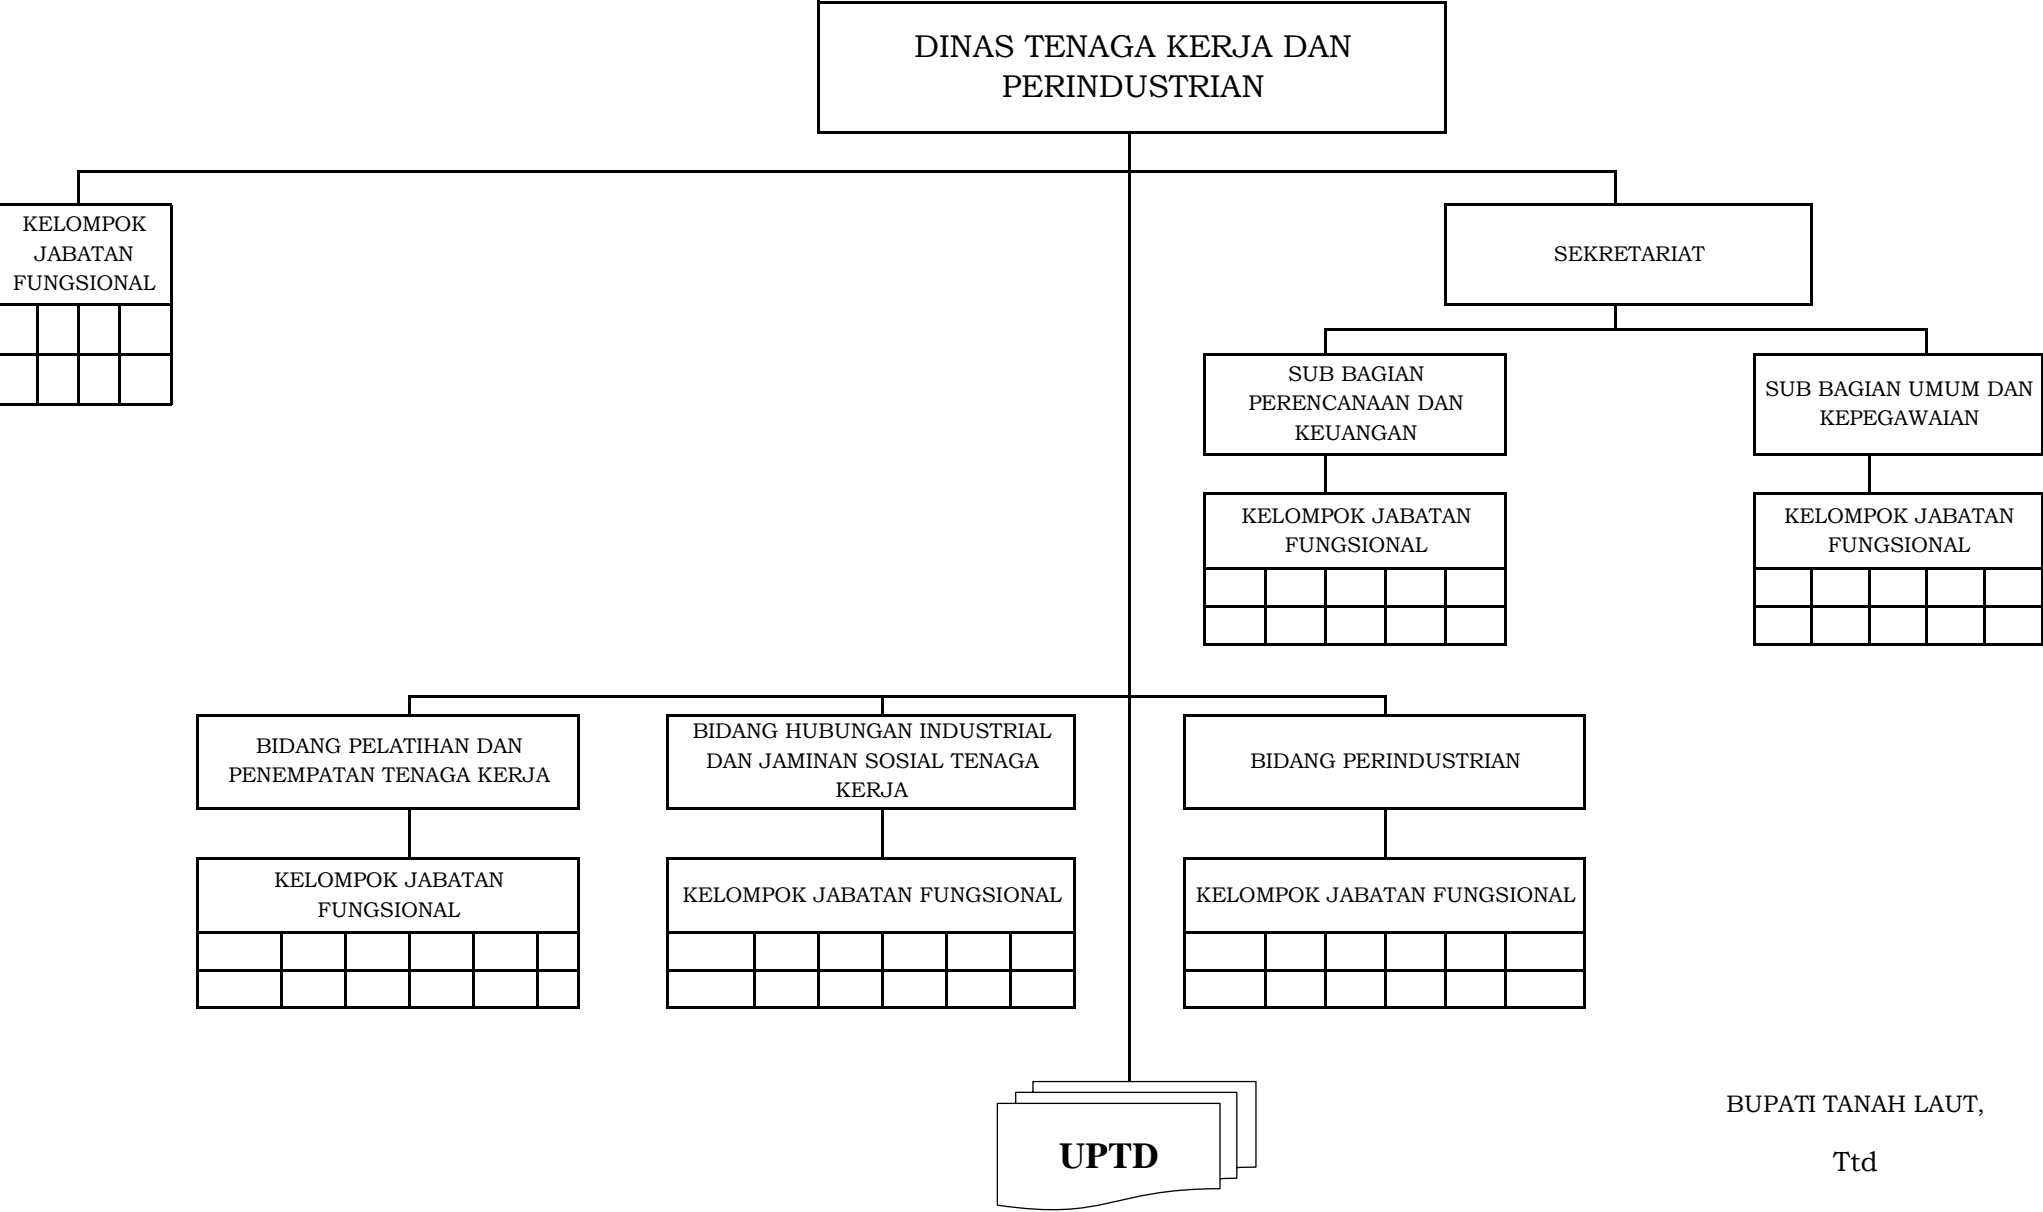 DINAS TENAGA KERJA DAN
PERINDUSTRIAN
KELOMPOK
JABATAN
FUNGSIONAL
SEKRETARIAT
SUB BAGIAN
PERENCANAAN DAN
KEUANGAN
SUB BAGIAN UMUM DAN
KEPEGAWAIAN
KELOMPOK JABATAN
FUNGSIONAL
KELOMPOK JABATAN
FUNGSIONAL
BIDANG PELATIHAN DAN
PENEMPATAN TENAGA KERJA
BIDANG HUBUNGAN INDUSTRIAL
DAN JAMINAN SOSIAL TENAGA
KERJA
BIDANG PERINDUSTRIAN
KELOMPOK JABATAN
FUNGSIONAL
KELOMPOK JABATAN FUNGSIONAL
KELOMPOK JABATAN FUNGSIONAL
UPTD
BUPATI TANAH LAUT,
Ttd